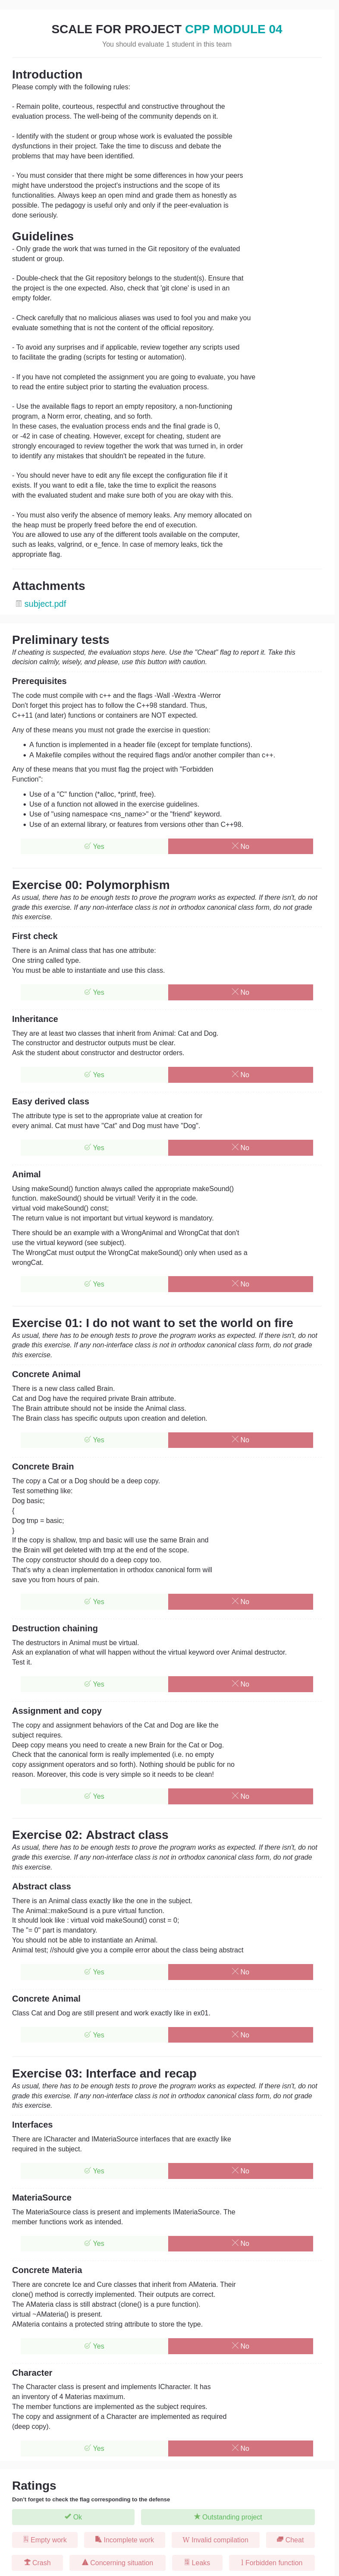 SCALE FOR PROJECT CPP MODULE 04
You should evaluate 1 student in this team
Introduction
Please comply with the following rules:
- Remain polite, courteous, respectful and constructive throughout the
evaluation process. The well-being of the community depends on it.
- Identify with the student or group whose work is evaluated the possible
dysfunctions in their project. Take the time to discuss and debate the
problems that may have been identified.
- You must consider that there might be some differences in how your peers
might have understood the project's instructions and the scope of its
functionalities. Always keep an open mind and grade them as honestly as
possible. The pedagogy is useful only and only if the peer-evaluation is
done seriously.
Guidelines
- Only grade the work that was turned in the Git repository of the evaluated
student or group.
- Double-check that the Git repository belongs to the student(s). Ensure that
the project is the one expected. Also, check that 'git clone' is used in an
empty folder.
- Check carefully that no malicious aliases was used to fool you and make you
evaluate something that is not the content of the official repository.
- To avoid any surprises and if applicable, review together any scripts used
to facilitate the grading (scripts for testing or automation).
- If you have not completed the assignment you are going to evaluate, you have
to read the entire subject prior to starting the evaluation process.
- Use the available flags to report an empty repository, a non-functioning
program, a Norm error, cheating, and so forth.
In these cases, the evaluation process ends and the final grade is 0,
or -42 in case of cheating. However, except for cheating, student are
strongly encouraged to review together the work that was turned in, in order
to identify any mistakes that shouldn't be repeated in the future.
- You should never have to edit any file except the configuration file if it
exists. If you want to edit a file, take the time to explicit the reasons
with the evaluated student and make sure both of you are okay with this.
- You must also verify the absence of memory leaks. Any memory allocated on
the heap must be properly freed before the end of execution.
You are allowed to use any of the different tools available on the computer,
such as leaks, valgrind, or e_fence. In case of memory leaks, tick the
appropriate flag.
Attachments
subject.pdf
Preliminary tests
If cheating is suspected, the evaluation stops here. Use the "Cheat" flag to report it. Take this
decision calmly, wisely, and please, use this button with caution.
Prerequisites
The code must compile with c++ and the flags -Wall -Wextra -Werror
Don't forget this project has to follow the C++98 standard. Thus,
C++11 (and later) functions or containers are NOT expected.
Any of these means you must not grade the exercise in question:
• A function is implemented in a header file (except for template functions).
• A Makefile compiles without the required flags and/or another compiler than c++.
Any of these means that you must flag the project with "Forbidden
Function":
• Use of a "C" function (*alloc, *printf, free).
• Use of a function not allowed in the exercise guidelines.
• Use of "using namespace <ns_name>" or the "friend" keyword.
• Use of an external library, or features from versions other than C++98.
Yes No
Exercise 00: Polymorphism
As usual, there has to be enough tests to prove the program works as expected. If there isn't, do not
grade this exercise. If any non-interface class is not in orthodox canonical class form, do not grade
this exercise.
First check
There is an Animal class that has one attribute:
One string called type.
You must be able to instantiate and use this class.
Yes No
Inheritance
They are at least two classes that inherit from Animal: Cat and Dog.
The constructor and destructor outputs must be clear.
Ask the student about constructor and destructor orders.
Yes No
Easy derived class
The attribute type is set to the appropriate value at creation for
every animal. Cat must have "Cat" and Dog must have "Dog".
Yes No
Animal
Using makeSound() function always called the appropriate makeSound()
function. makeSound() should be virtual! Verify it in the code.
virtual void makeSound() const;
The return value is not important but virtual keyword is mandatory.
There should be an example with a WrongAnimal and WrongCat that don't
use the virtual keyword (see subject).
The WrongCat must output the WrongCat makeSound() only when used as a
wrongCat.
Yes No
Exercise 01: I do not want to set the world on fire
As usual, there has to be enough tests to prove the program works as expected. If there isn't, do not
grade this exercise. If any non-interface class is not in orthodox canonical class form, do not grade
this exercise.
Concrete Animal
There is a new class called Brain.
Cat and Dog have the required private Brain attribute.
The Brain attribute should not be inside the Animal class.
The Brain class has specific outputs upon creation and deletion.
Yes No
Concrete Brain
The copy a Cat or a Dog should be a deep copy.
Test something like:
Dog basic;
{
Dog tmp = basic;
}
If the copy is shallow, tmp and basic will use the same Brain and
the Brain will get deleted with tmp at the end of the scope.
The copy constructor should do a deep copy too.
That's why a clean implementation in orthodox canonical form will
save you from hours of pain.
Yes No
Destruction chaining
The destructors in Animal must be virtual.
Ask an explanation of what will happen without the virtual keyword over Animal destructor.
Test it.
Yes No
Assignment and copy
The copy and assignment behaviors of the Cat and Dog are like the
subject requires.
Deep copy means you need to create a new Brain for the Cat or Dog.
Check that the canonical form is really implemented (i.e. no empty
copy assignment operators and so forth). Nothing should be public for no
reason. Moreover, this code is very simple so it needs to be clean!
Yes No
Exercise 02: Abstract class
As usual, there has to be enough tests to prove the program works as expected. If there isn't, do not
grade this exercise. If any non-interface class is not in orthodox canonical class form, do not grade
this exercise.
Abstract class
There is an Animal class exactly like the one in the subject.
The Animal::makeSound is a pure virtual function.
It should look like : virtual void makeSound() const = 0;
The "= 0" part is mandatory.
You should not be able to instantiate an Animal.
Animal test; //should give you a compile error about the class being abstract
Yes No
Concrete Animal
Class Cat and Dog are still present and work exactly like in ex01.
Yes No
Exercise 03: Interface and recap
As usual, there has to be enough tests to prove the program works as expected. If there isn't, do not
grade this exercise. If any non-interface class is not in orthodox canonical class form, do not grade
this exercise.
Interfaces
There are ICharacter and IMateriaSource interfaces that are exactly like
required in the subject.
Yes No
MateriaSource
The MateriaSource class is present and implements IMateriaSource. The
member functions work as intended.
Yes No
Concrete Materia
There are concrete Ice and Cure classes that inherit from AMateria. Their
clone() method is correctly implemented. Their outputs are correct.
The AMateria class is still abstract (clone() is a pure function).
virtual ~AMateria() is present.
AMateria contains a protected string attribute to store the type.
Yes No
Character
The Character class is present and implements ICharacter. It has
an inventory of 4 Materias maximum.
The member functions are implemented as the subject requires.
The copy and assignment of a Character are implemented as required
(deep copy).
Yes No
Ratings
Don't forget to check the flag corresponding to the defense
Ok Outstanding project
Empty work Incomplete work Invalid compilation Cheat
Crash Concerning situation Leaks Forbidden function